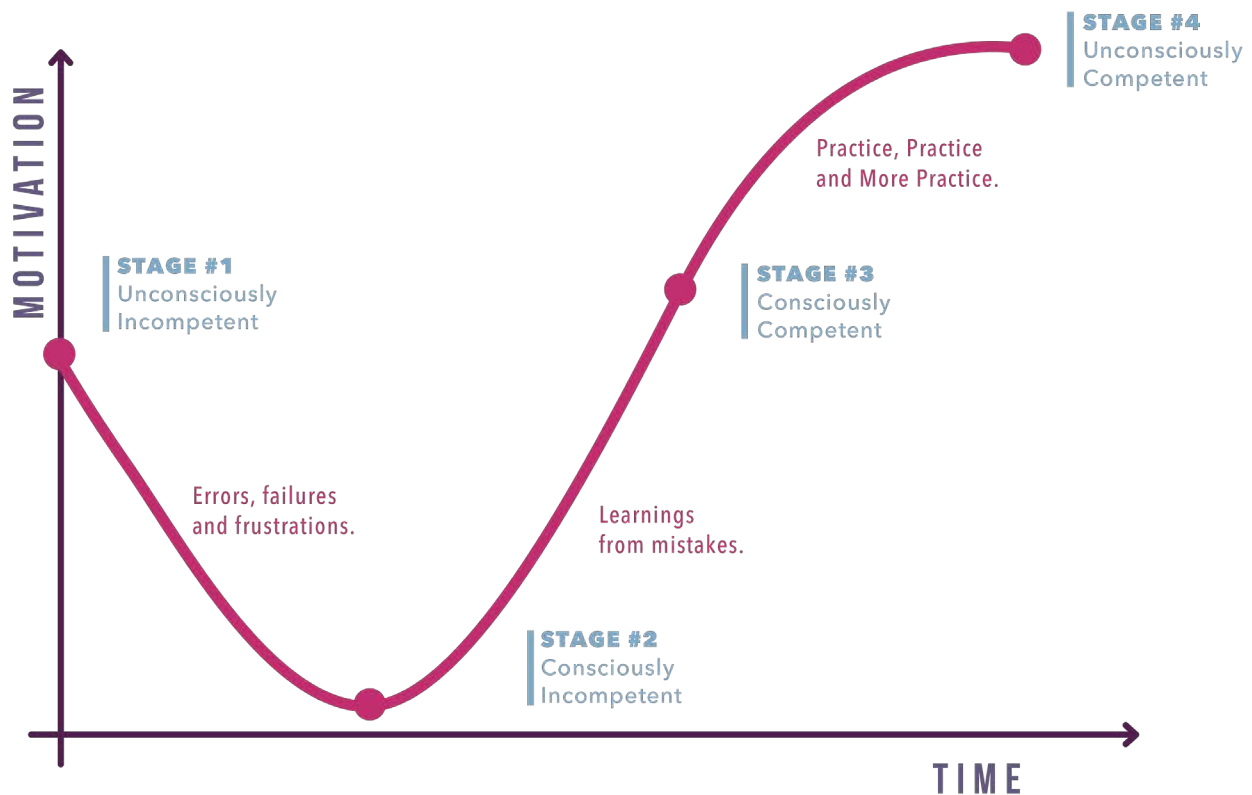 MOTIVATION
STAGE #1
Unconsciously
Incompetent
Errors, failures
and frustrations.
STAGE #2
Consciously
Incompetent
Learnings
from mistakes.
STAGE #3
Consciously
Competent
Practice, Practice
and More Practice.
STAGE #4
Unconsciously
Competent
TIME